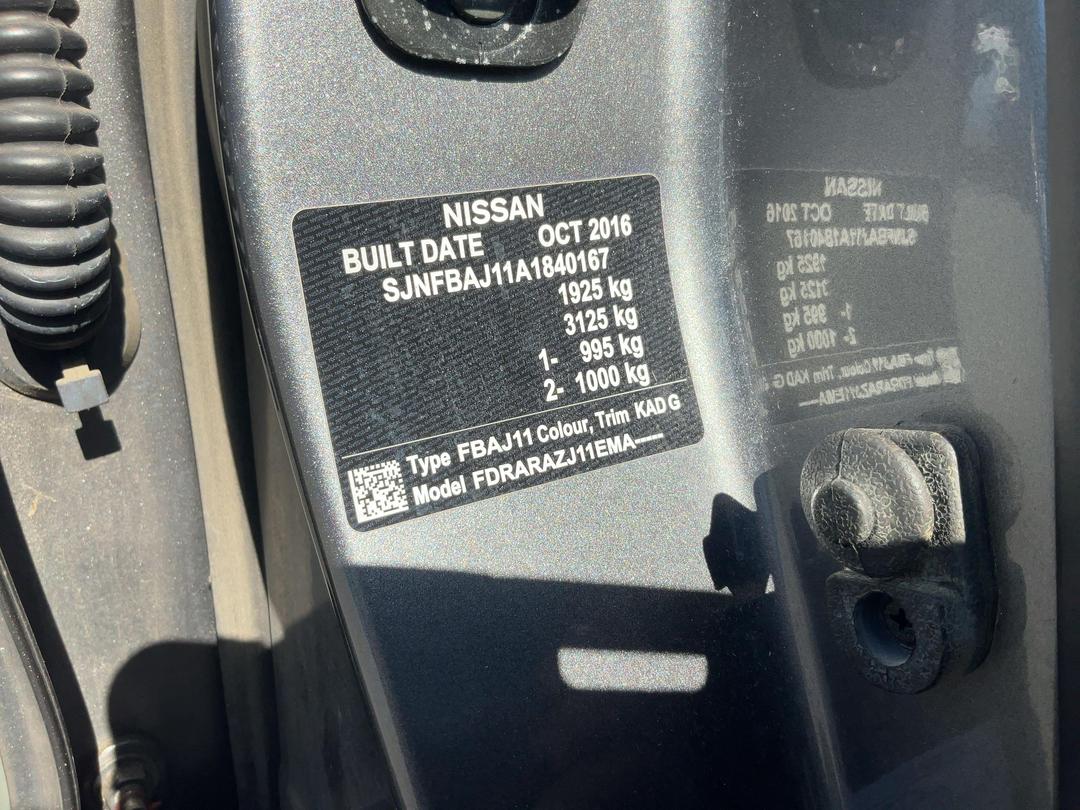 NISSAN
BUILT DATE OCT 2016
SJNFBAJ11A1840167
1925 kg
3125 kg
1- 995 kg
2- 1000 kg
Type FBAJ11 Colour, Trim KAD G
Model FDRARAZJ11EMA